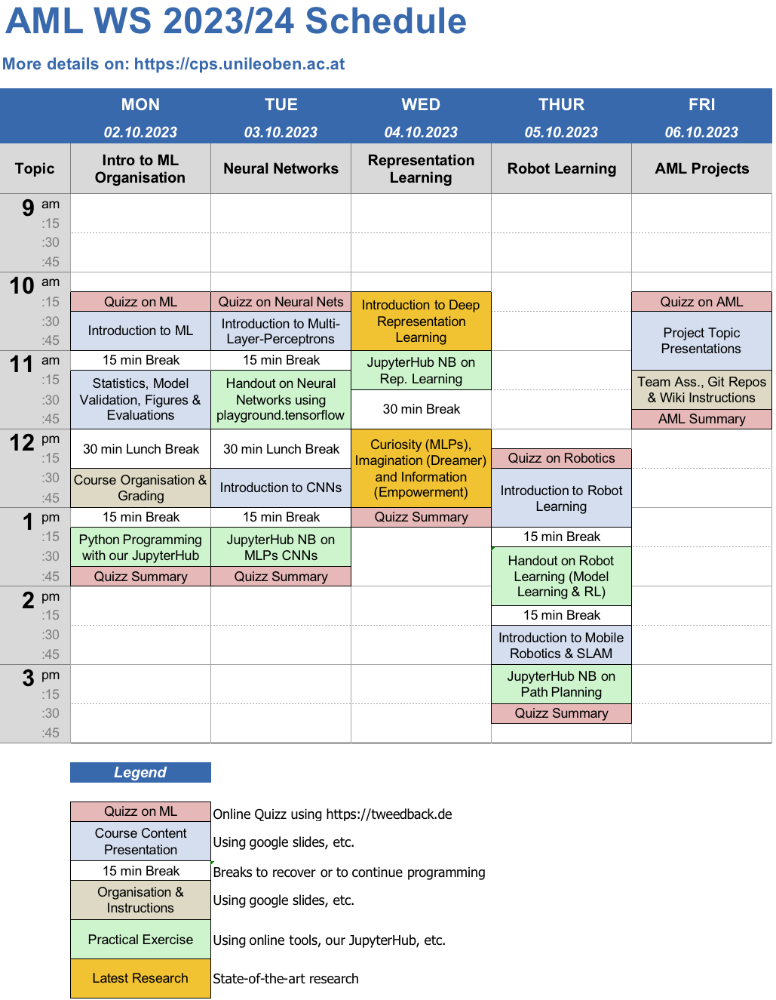 AML WS 2023/24 Schedule
More details on: https://cps.unileoben.ac.at
MON TUE WED THUR FRI
02.10.2023 03.10.2023 04.10.2023 05.10.2023 06.10.2023
Topic
Intro to ML
Organisation
Neural Networks
Representation
Learning
Robot Learning
AML Projects
9 am
:15
:30
:45
10 am
:15
:30
:45
11 am
:15
:30
:45
12 pm
:15
:30
:45
1 pm
:15
:30
:45
2 pm
:15
:30
:45
3 pm
:15
:30
:45
Quizz on ML
Introduction to ML
15 min Break
Statistics, Model
Validation, Figures &
Evaluations
30 min Lunch Break
Course Organisation &
Grading
15 min Break
Python Programming
with our JupyterHub
Quizz Summary
Quizz on Neural Nets
Introduction to Multi-
Layer-Perceptrons
15 min Break
Handout on Neural
Networks using
playground.tensorflow
30 min Lunch Break
Introduction to CNNs
15 min Break
JupyterHub NB on
MLPs CNNs
Quizz Summary
Introduction to Deep
Representation
Learning
JupyterHub NB on
Rep. Learning
30 min Break
Curiosity (MLPs),
Imagination (Dreamer)
and Information
(Empowerment)
Quizz Summary
Quizz on Robotics
Introduction to Robot
Learning
15 min Break
Handout on Robot
Learning (Model
Learning & RL)
15 min Break
Introduction to Mobile
Robotics & SLAM
JupyterHub NB on
Path Planning
Quizz Summary
Quizz on AML
Project Topic
Presentations
Team Ass., Git Repos
& Wiki Instructions
AML Summary
Legend
Quizz on ML
Online Quizz using https://tweedback.de
Course Content
Presentation
Using google slides, etc.
15 min Break
Breaks to recover or to continue programming
Organisation &
Instructions
Using google slides, etc.
Practical Exercise
Using online tools, our JupyterHub, etc.
Latest Research
State-of-the-art research